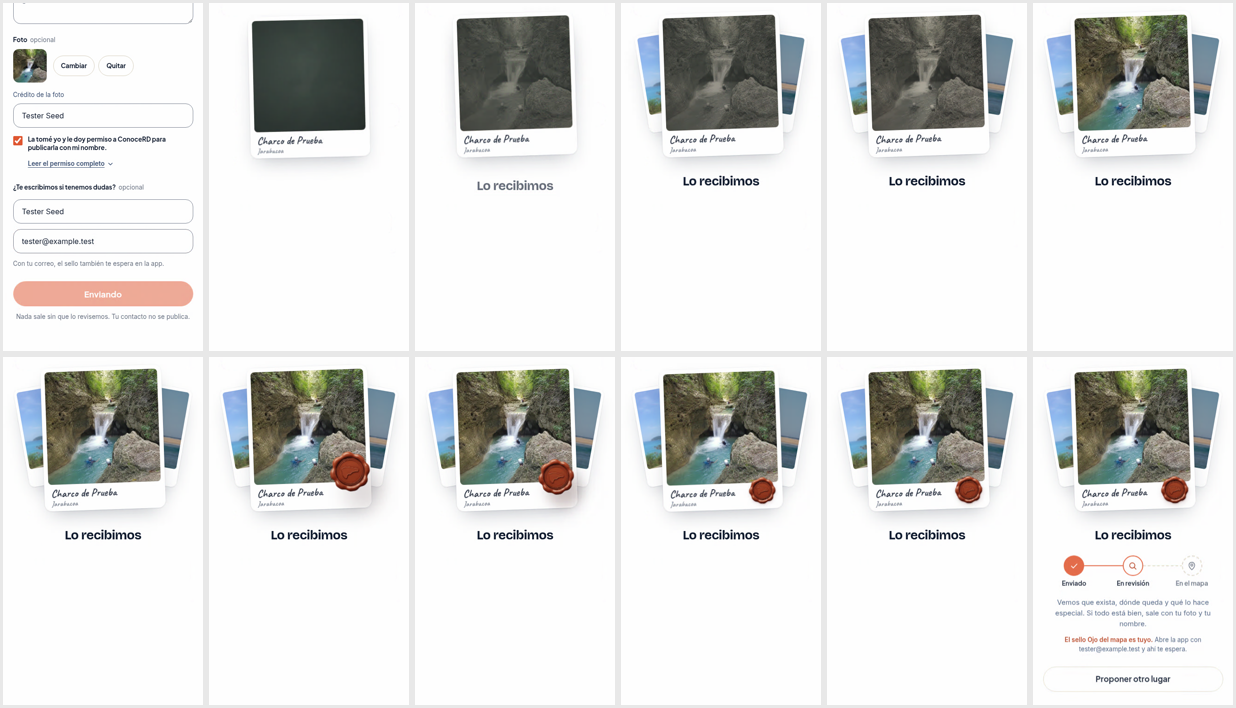 Foto opcional
Cambiar
Quitar
Crédito de la foto
Tester Seed
La tomé yo y le doy permiso a ConoceRD para
publicarla con mi nombre.
Leer el permiso completo
¿Te escribimos si tenemos dudas? opcional
Tester Seed
tester@example.test
Con tu correo, el sello también te espera en la app.
Enviando
Nada sale sin que lo revisemos. Tu contacto no se publica.
Charco de Prueba
Jarabacoa
Charco de Prueba
Jarabacoa
Lo recibimos
Charco de Prueba
Jarabacoa
Lo recibimos
Charco de Prueba
Jarabacoa
Lo recibimos
Charco de Prueba
Jarabacoa
Lo recibimos
Charco de Prueba
Jarabacoa
Lo recibimos
Charco de Prueba
Jarabacoa
Lo recibimos
Charco de Prueba
Jarabacoa
Lo recibimos
Charco de Prueba
Jarabacoa
Lo recibimos
Charco de Prueba
Jarabacoa
Lo recibimos
Charco de Prueba
Jarabacoa
Lo recibimos
Enviado
En revisión
En el mapa
Vemos que exista, dónde queda y qué lo hace
especial. Si todo está bien, sale con tu foto y tu
nombre.
El sello Ojo del mapa es tuyo. Abre la app con
tester@example.test y ahí te espera.
Proponer otro lugar